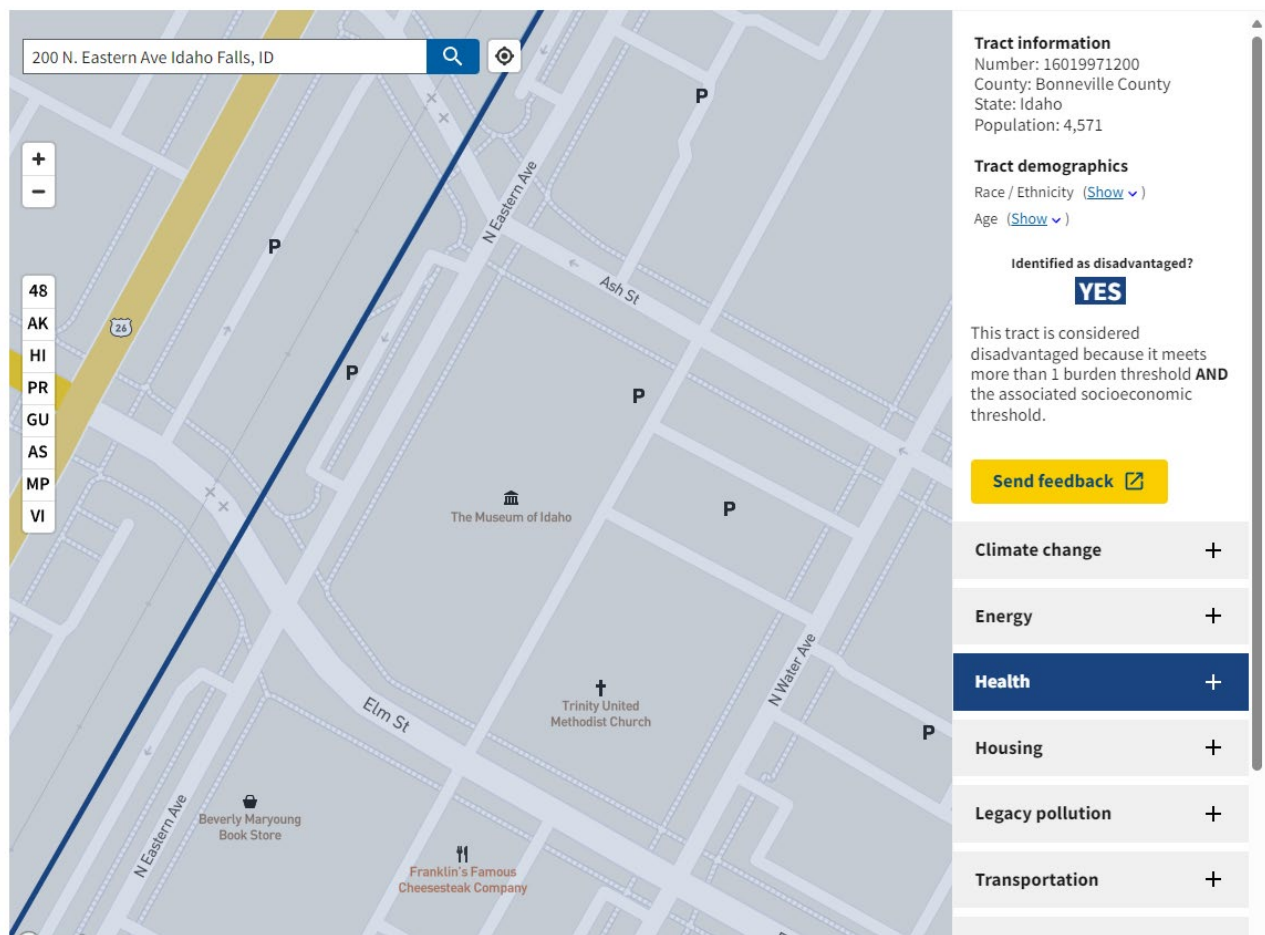 200 N. Eastern Ave Idaho Falls, ID
+
−
48
AK
HI
PR
GU
AS
MP
VI
26
P
P
P
P
P
P
N Eastern Ave
Ash St
The Museum of Idaho
Trinity United
Methodist Church
N Water Ave
Elm St
N Eastern Ave
Beverly Maryoung
Book Store
Franklin's Famous
Cheesesteak Company
Tract information
Number: 16019971200
County: Bonneville County
State: Idaho
Population: 4,571
Tract demographics
Race / Ethnicity (Show )
Age (Show )
Identified as disadvantaged?
YES
This tract is considered
disadvantaged because it meets
more than 1 burden threshold AND
the associated socioeconomic
threshold.
Send feedback
Climate change +
Energy +
Health +
Housing +
Legacy pollution +
Transportation +